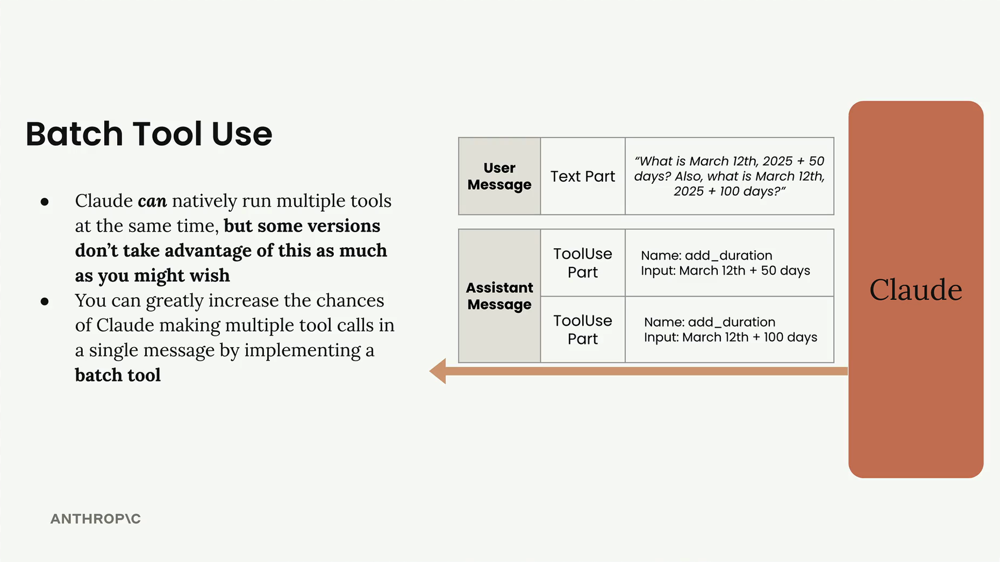 Batch Tool Use
● Claude can natively run multiple tools
at the same time, but some versions
don’t take advantage of this as much
as you might wish
● You can greatly increase the chances
of Claude making multiple tool calls in
a single message by implementing a
batch tool
User
Message
Text Part
“What is March 12th, 2025 + 50
days? Also, what is March 12th,
2025 + 100 days?”
Assistant
Message
ToolUse
Part
Name: add_duration
Input: March 12th + 50 days
ToolUse
Part
Name: add_duration
Input: March 12th + 100 days
Claude
ANTHROP\C